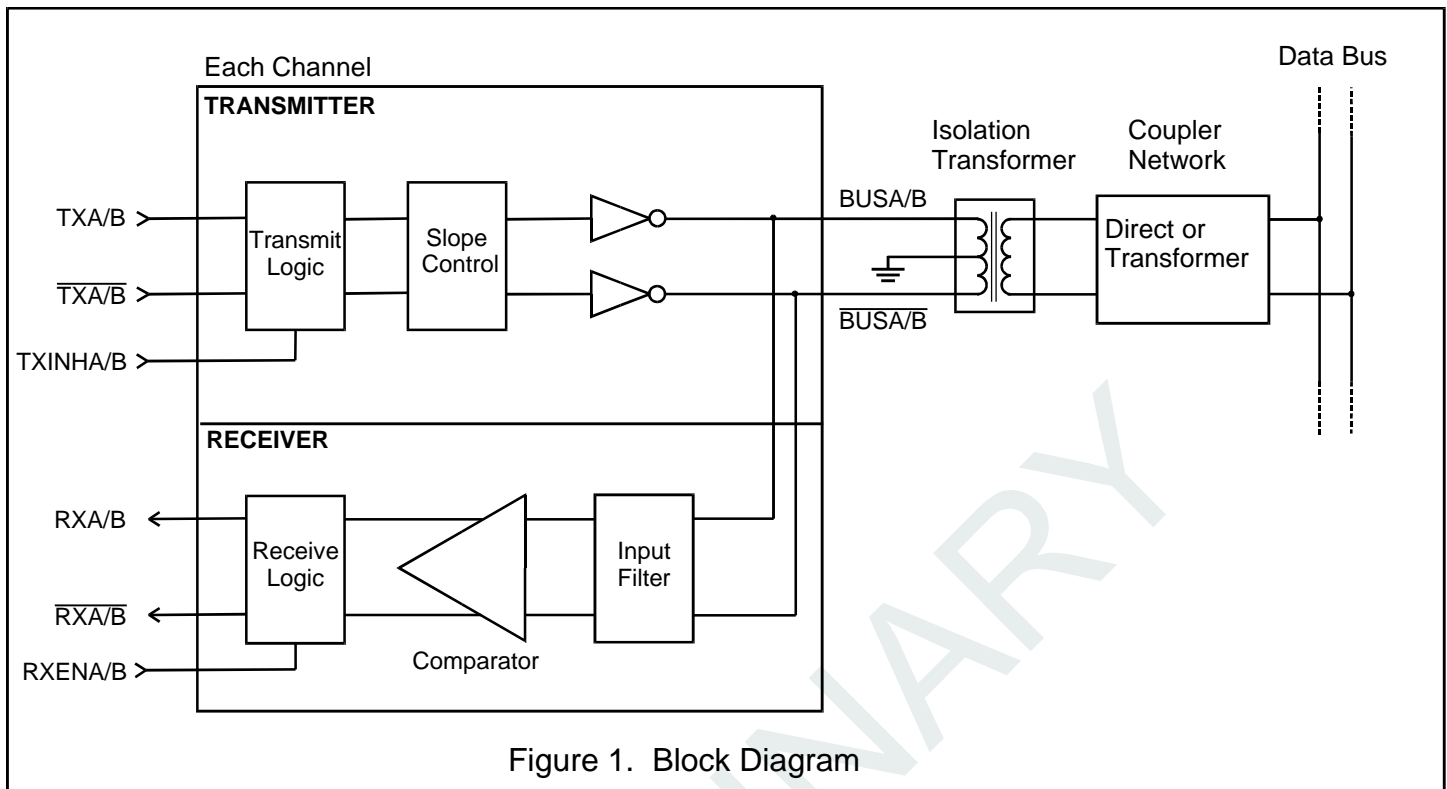 Each Channel
Data Bus
TRANSMITTER
Isolation
Transformer
Coupler
Network
TXA/B
TXA/B
TXINHA/B
Transmit
Logic
Slope
Control
BUSA/B
BUSA/B
Direct or
Transformer
RECEIVER
RXA/B
RXA/B
RXENA/B
Receive
Logic
Comparator
Input
Filter
Figure 1. Block Diagram